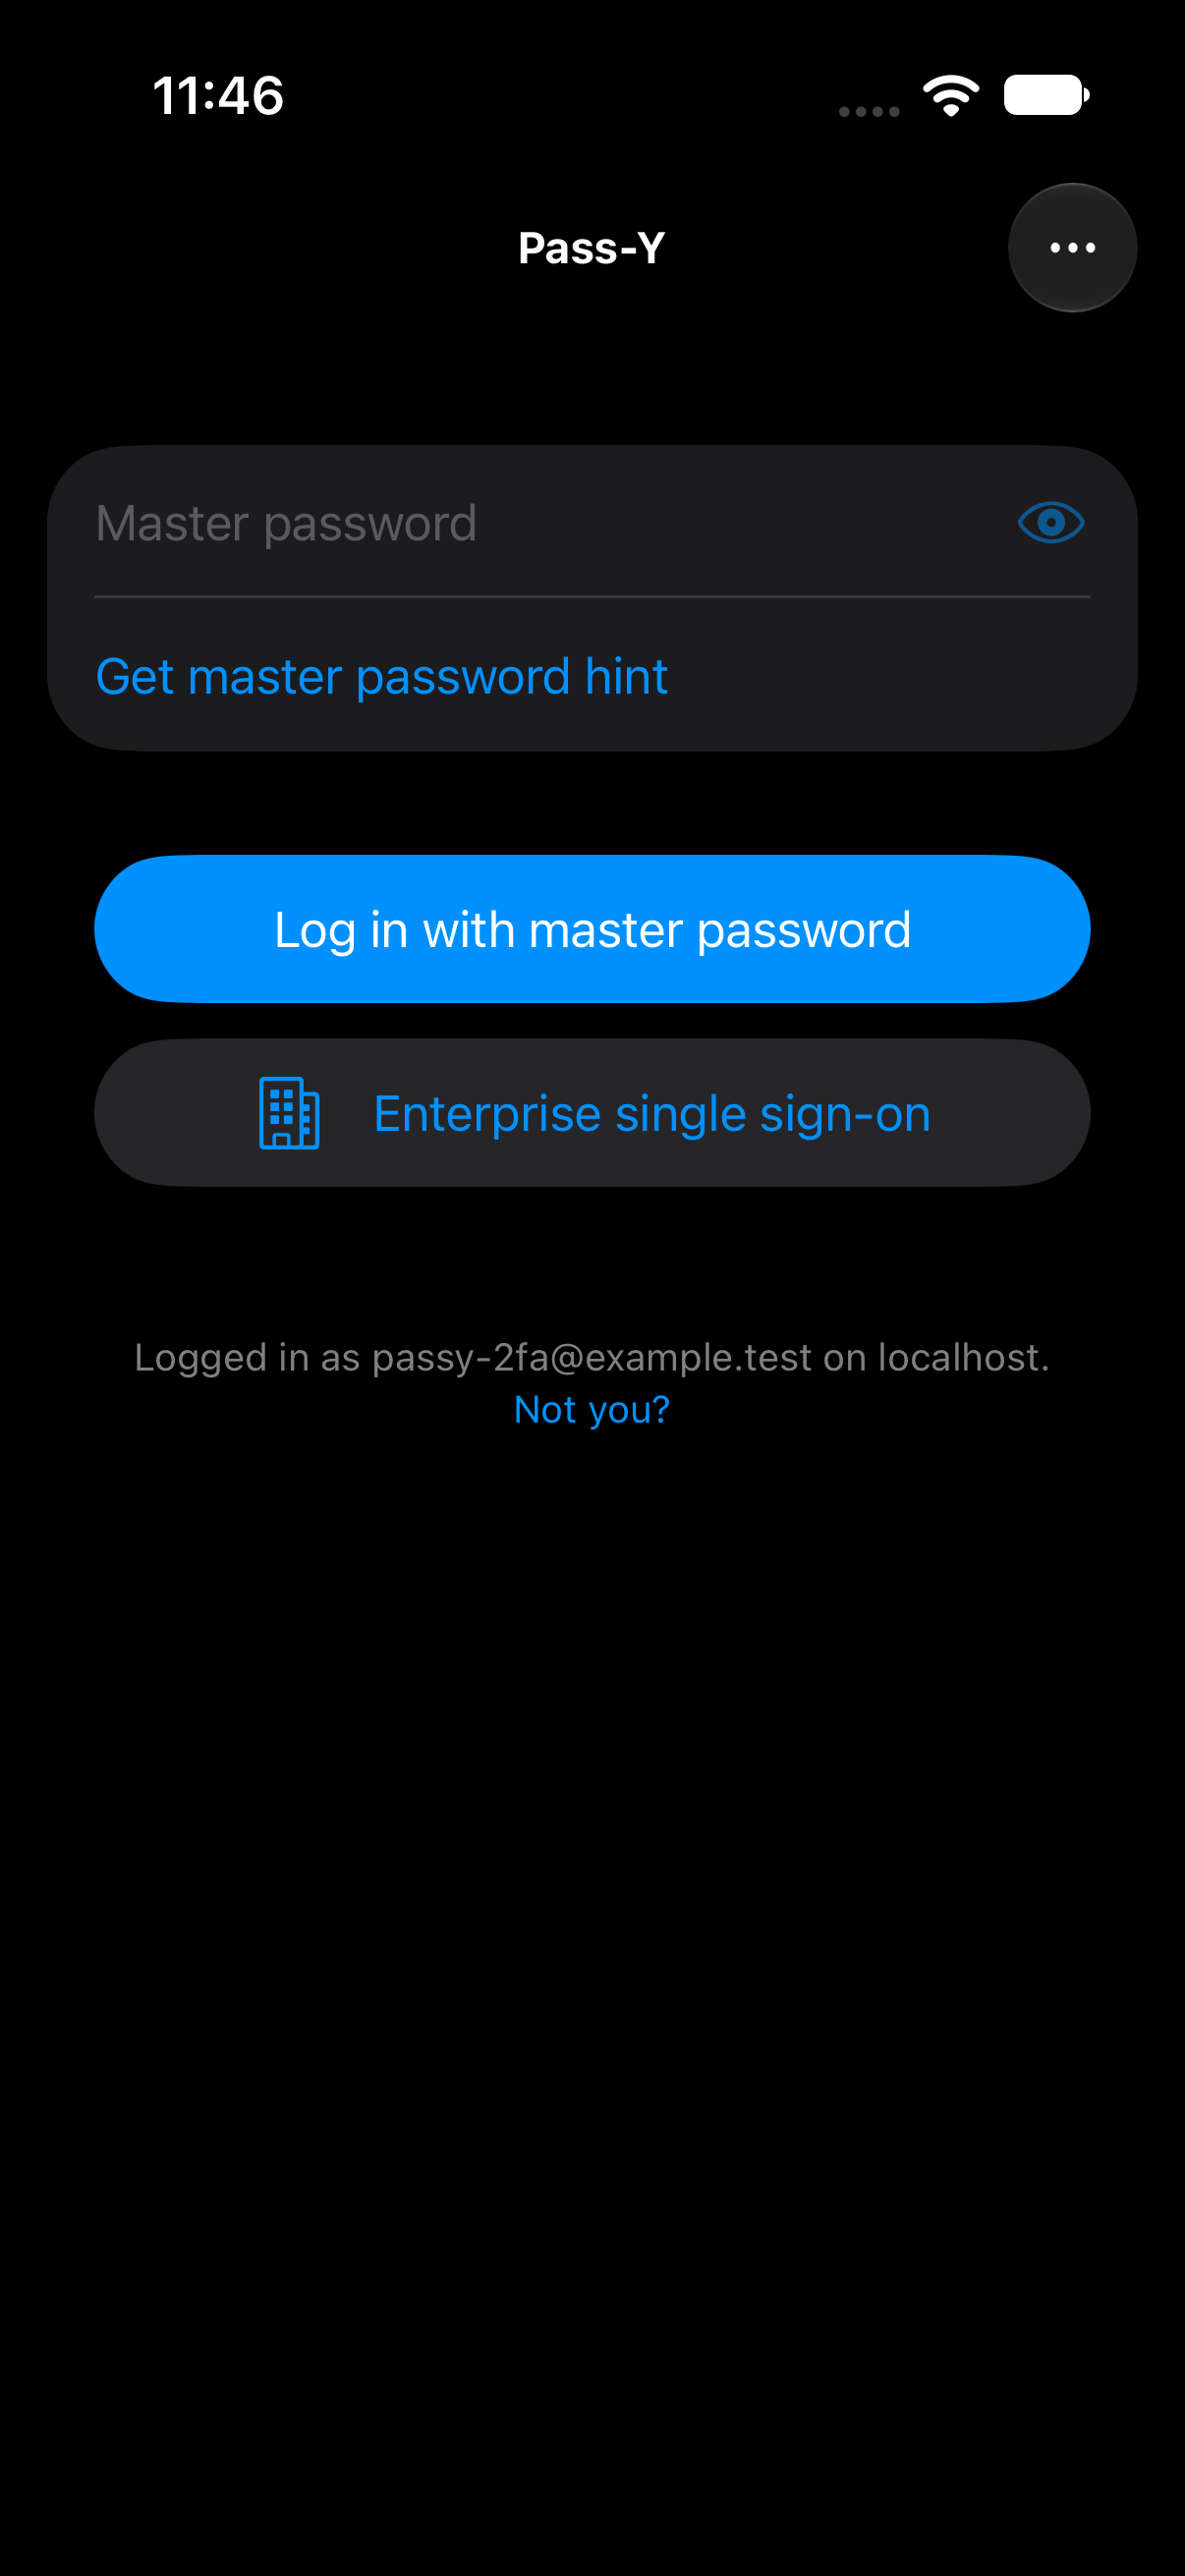 11:46
Pass-Y
Master password
Get master password hint
Log in with master password
Enterprise single sign-on
Logged in as passy-2fa@example.test on localhost.
Not you?